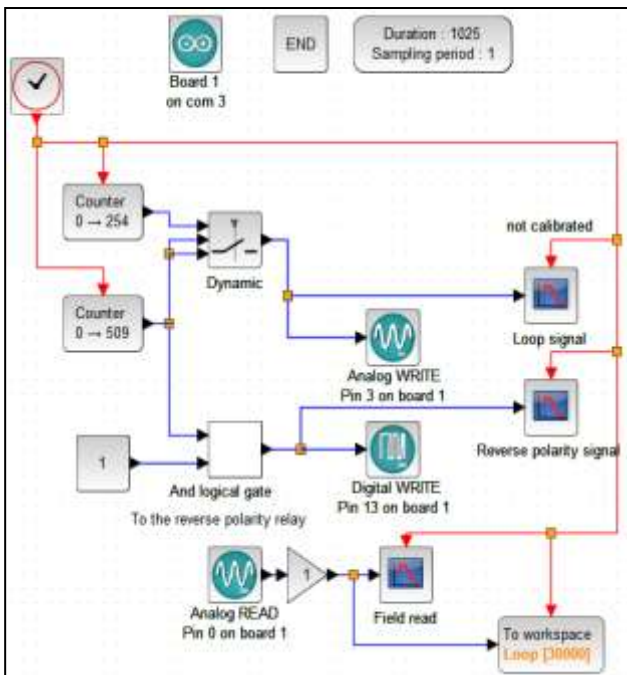 Duration : 1025
Sampling period : 1
END
Board 1
on com 3
Counter
0 → 254
not calibrated
Dynamic
Counter
0 → 509
Loop signal
Analog WRITE
Pin 3 on board 1
1
And logical gate
Digital WRITE
Pin 13 on board 1
Reverse polarity signal
To the reverse polarity relay
1
Analog READ
Pin 0 on board 1
Field read
To workspace
Loop [30000]